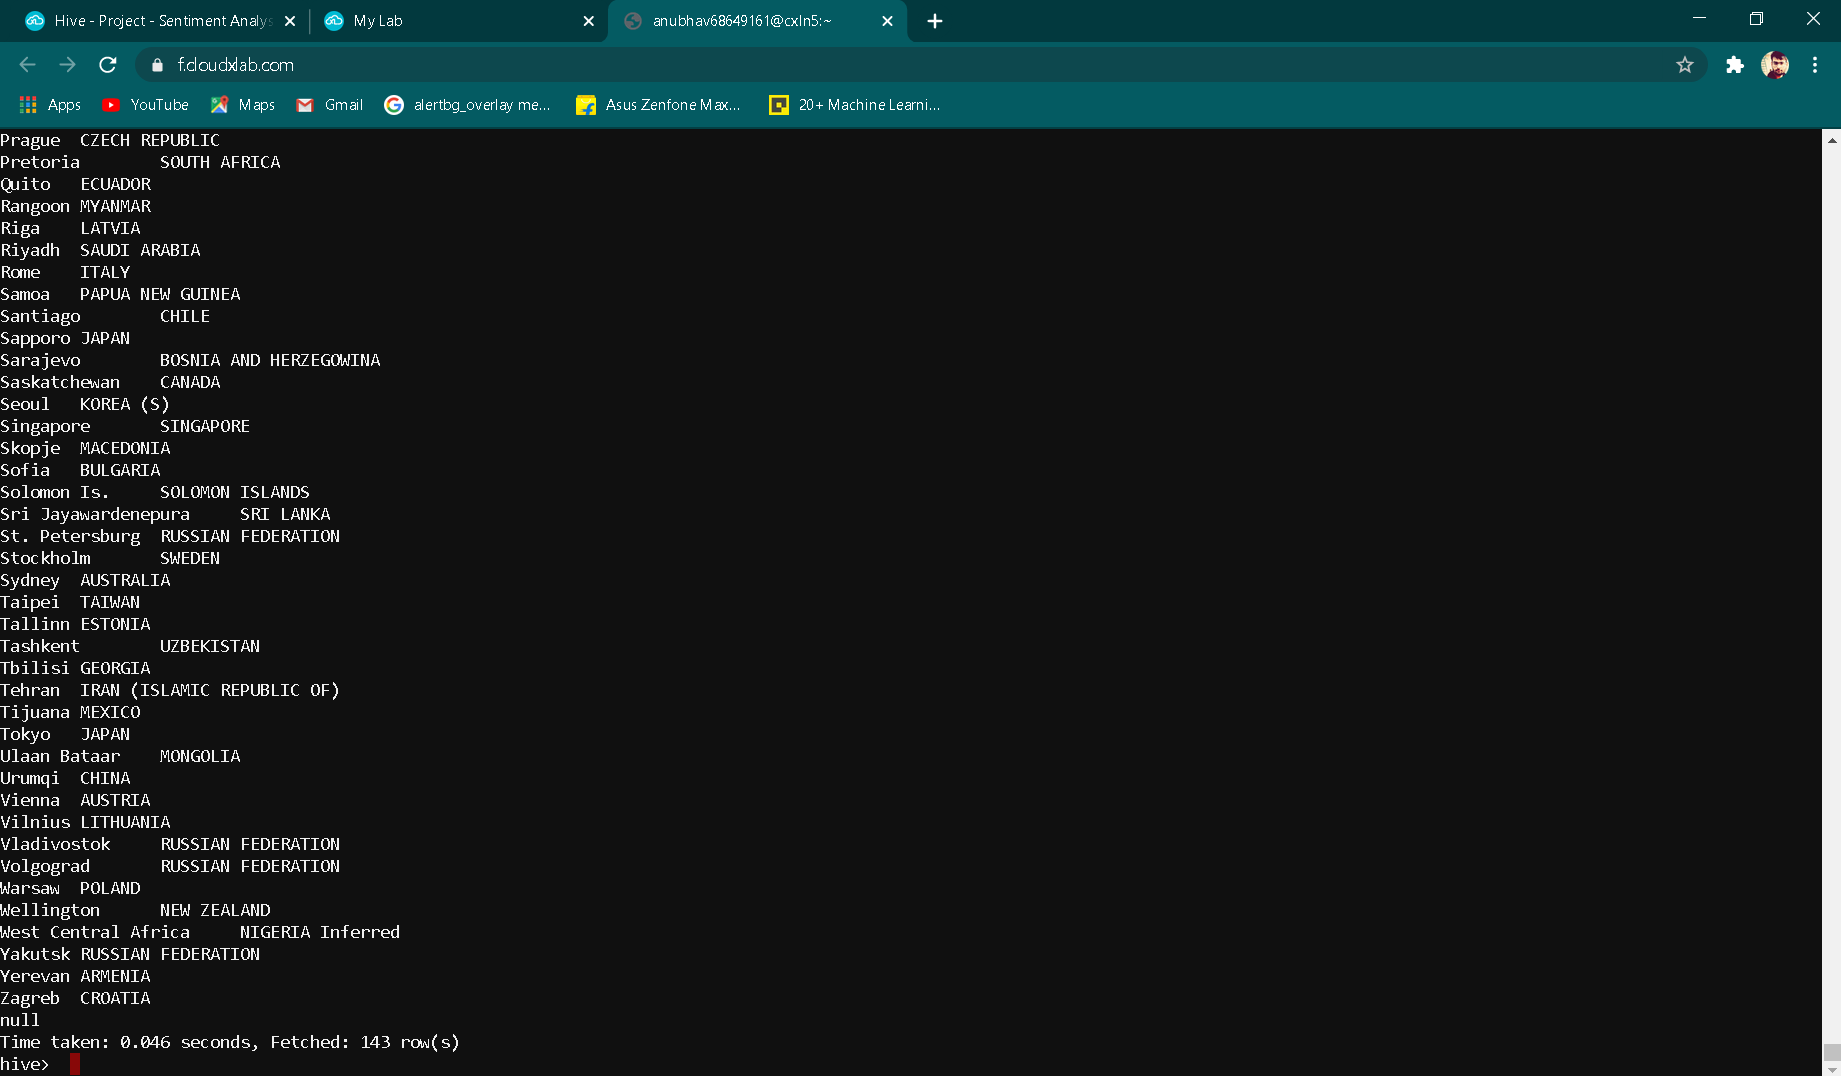 Hive - Project - Sentiment Analys
My Lab
anubhav68649161@cxln5:~
f.cloudxlab.com
Apps YouTube Maps Gmail alertbg_overlay me... Asus Zenfone Max... 20+ Machine Learni...
Prague CZECH REPUBLIC
Pretoria SOUTH AFRICA
Quito ECUADOR
Rangoon MYANMAR
Riga LATVIA
Riyadh SAUDI ARABIA
Rome ITALY
Samoa PAPUA NEW GUINEA
Santiago CHILE
Sapporo JAPAN
Sarajevo BOSNIA AND HERZEGOWINA
Saskatchewan CANADA
Seoul KOREA (S)
Singapore SINGAPORE
Skopje MACEDONIA
Sofia BULGARIA
Solomon Is. SOLOMON ISLANDS
Sri Jayawardenepura SRI LANKA
St. Petersburg RUSSIAN FEDERATION
Stockholm SWEDEN
Sydney AUSTRALIA
Taipei TAIWAN
Tallinn ESTONIA
Tashkent UZBEKISTAN
Tbilisi GEORGIA
Tehran IRAN (ISLAMIC REPUBLIC OF)
Tijuana MEXICO
Tokyo JAPAN
Ulaan Bataar MONGOLIA
Urumqi CHINA
Vienna AUSTRIA
Vilnius LITHUANIA
Vladivostok RUSSIAN FEDERATION
Volgograd RUSSIAN FEDERATION
Warsaw POLAND
Wellington NEW ZEALAND
West Central Africa NIGERIA Inferred
Yakutsk RUSSIAN FEDERATION
Yerevan ARMENIA
Zagreb CROATIA
null
Time taken: 0.046 seconds, Fetched: 143 row(s)
hive>